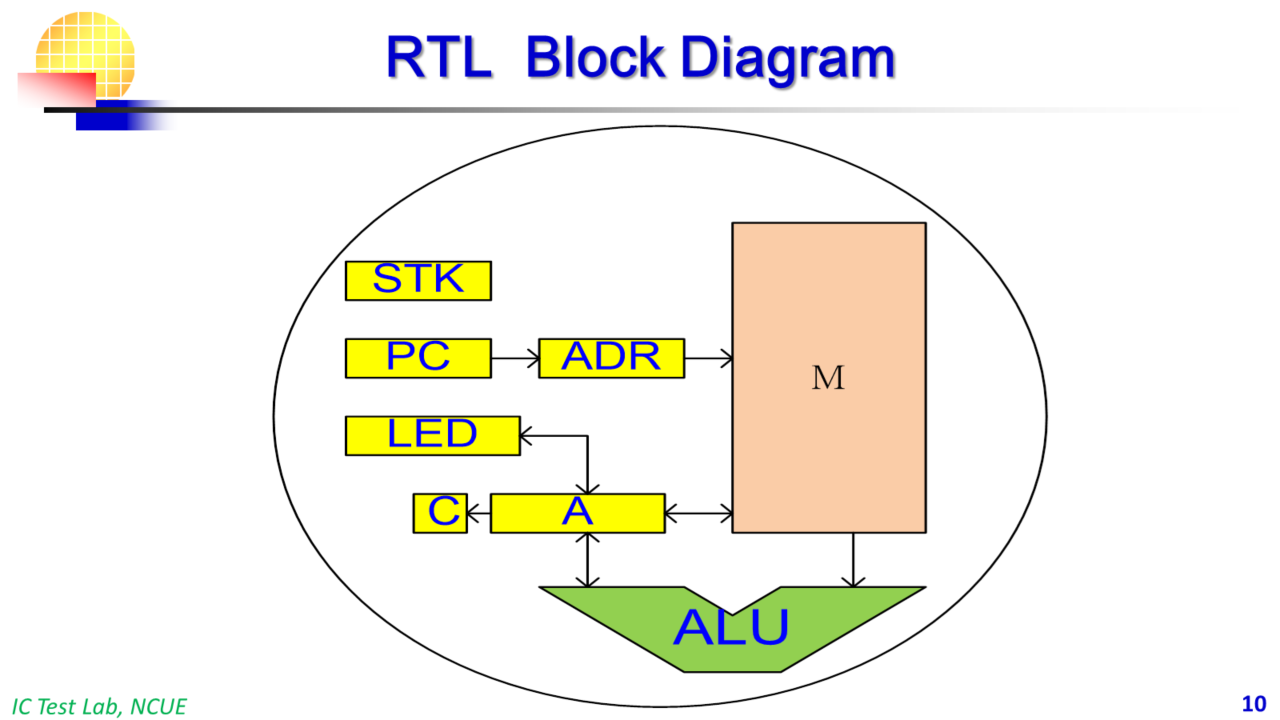 RTL Block Diagram
STK
PC
ADR
M
LED
C
A
ALU
IC Test Lab, NCUE
10